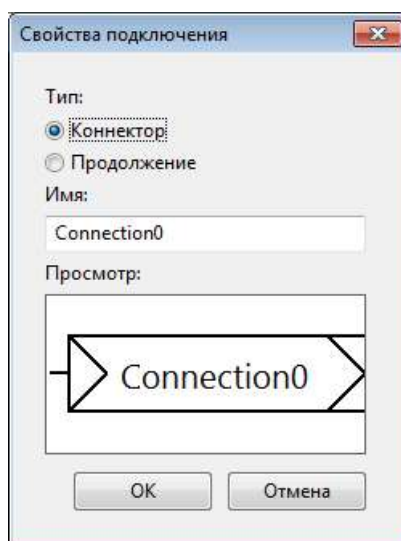 Свойства подключения
Тип:
Коннектор
Продолжение
Имя:
Connection0
Просмотр:
Connection0
OK
Отмена